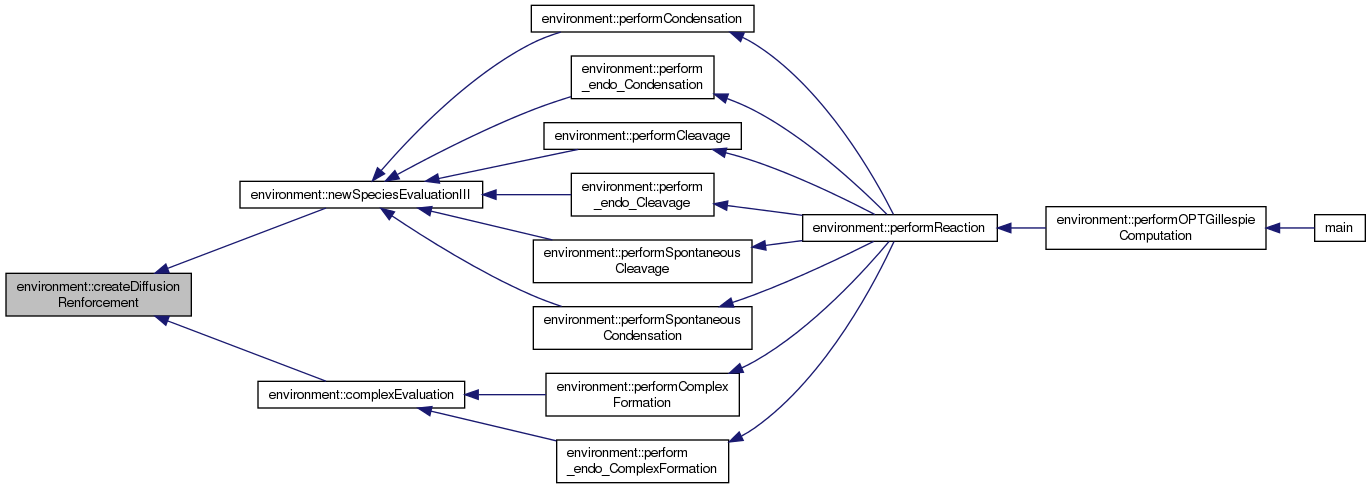 environment::performCondensation
environment::perform
_endo_Condensation
environment::performCleavage
environment::newSpeciesEvaluationIII
environment::perform
_endo_Cleavage
environment::performReaction
environment::performOPTGillespie
Computation
main
environment::performSpontaneous
Cleavage
environment::createDiffusion
Renforcement
environment::performSpontaneous
Condensation
environment::complexEvaluation
environment::performComplex
Formation
environment::perform
_endo_ComplexFormation